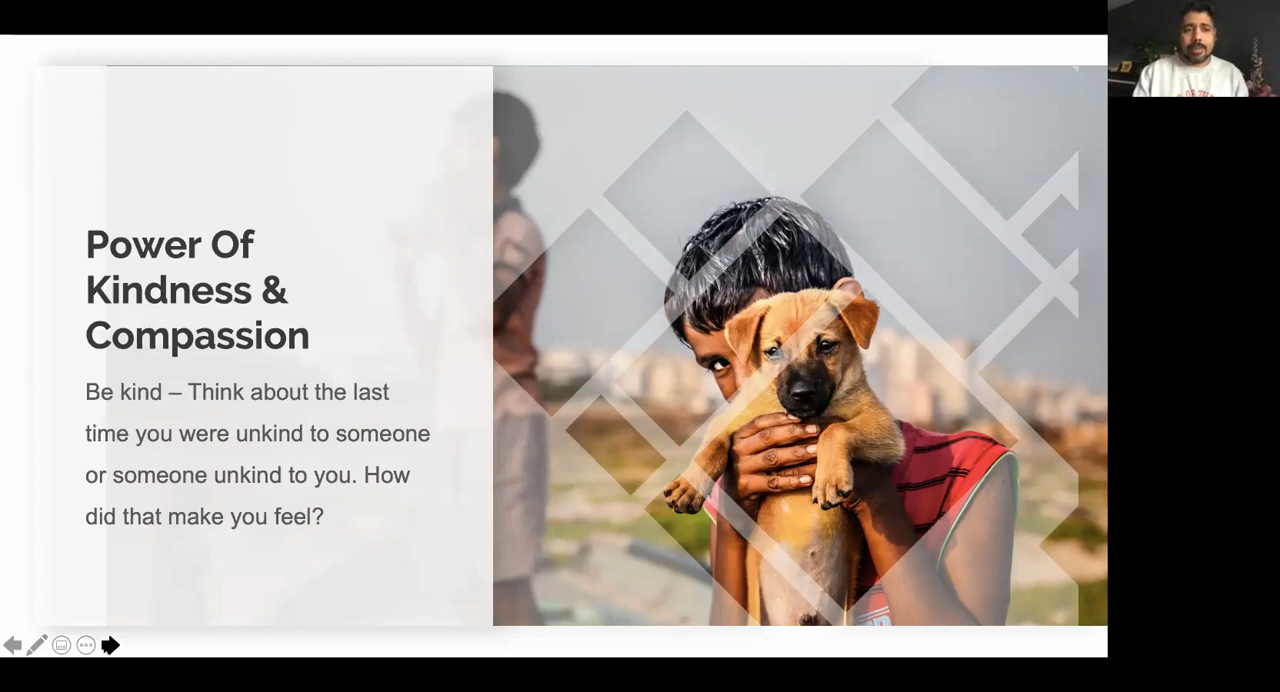 Power Of
Kindness &
Compassion
Be kind – Think about the last
time you were unkind to someone
or someone unkind to you. How
did that make you feel?